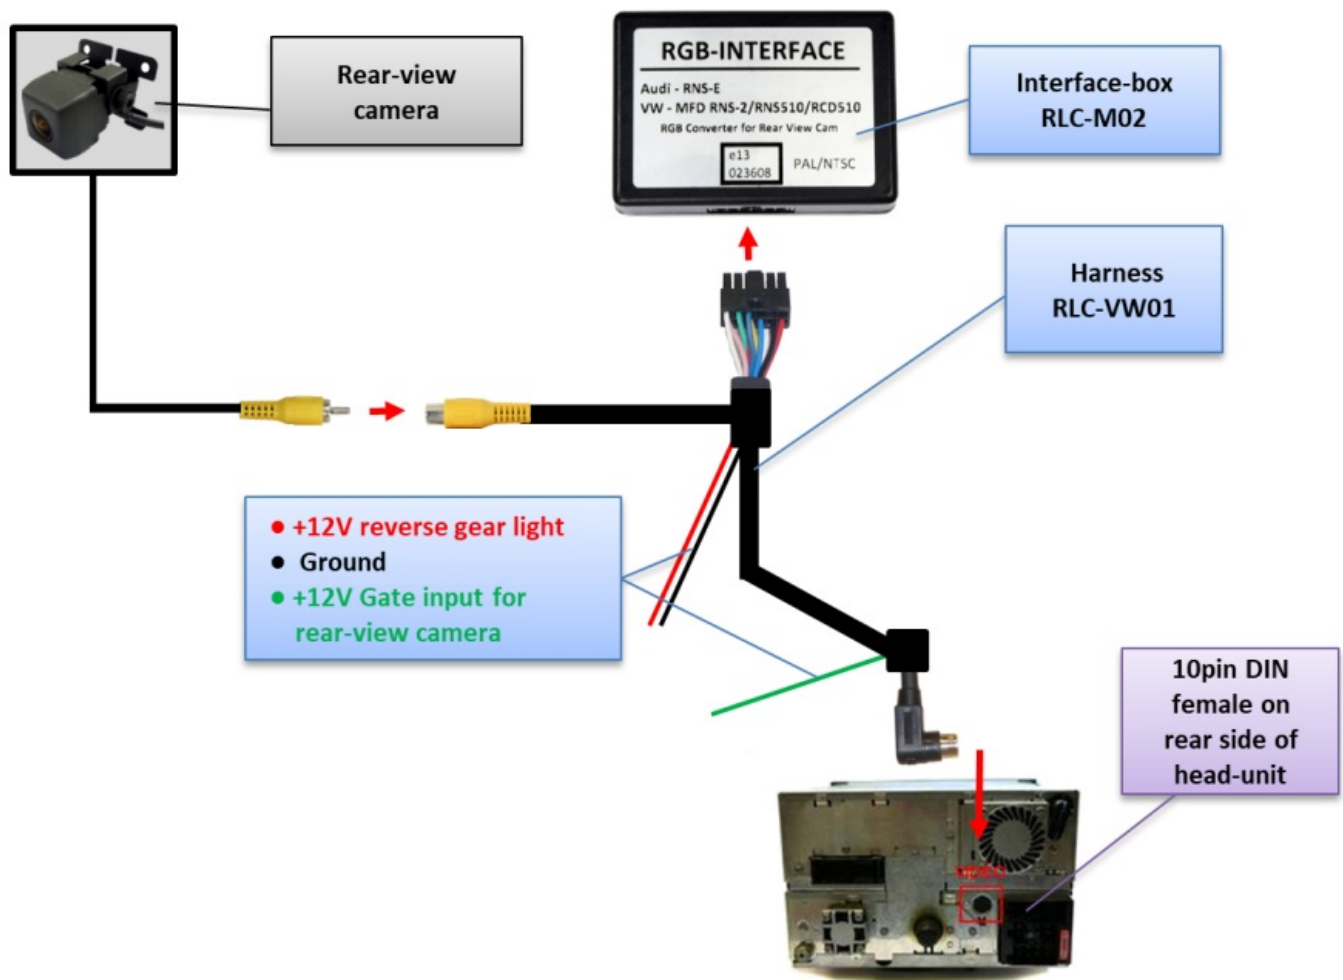 Rear-view
camera
RGB-INTERFACE
Audi - RNS-E
VW - MFD RNS-2/RNS510/RCD510
RGB Converter for Rear View Cam
e13
023608
PAL/NTSC
Interface-box
RLC-M02
Harness
RLC-VW01
● +12V reverse gear light
● Ground
● +12V Gate input for
rear-view camera
10pin DIN
female on
rear side of
head-unit
VIDEO